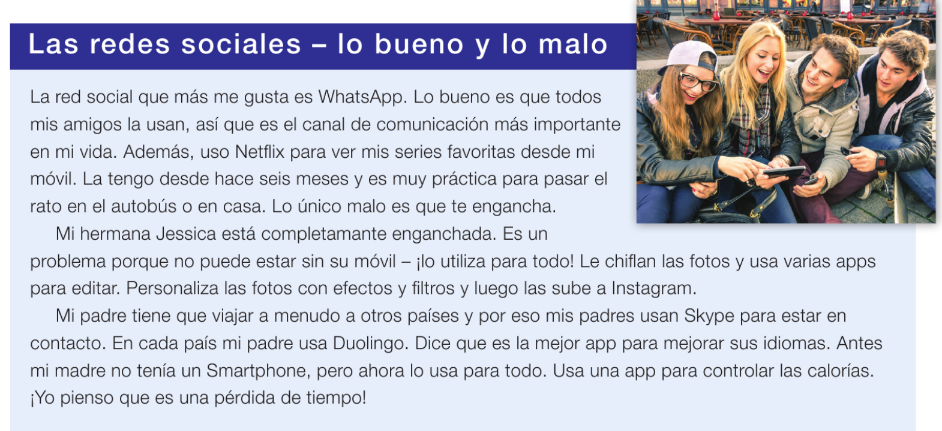 Las redes sociales – lo bueno y lo malo
La red social que más me gusta es WhatsApp. Lo bueno es que todos
mis amigos la usan, así que es el canal de comunicación más importante
en mi vida. Además, uso Netflix para ver mis series favoritas desde mi
móvil. La tengo desde hace seis meses y es muy práctica para pasar el
rato en el autobús o en casa. Lo único malo es que te engancha.
Mi hermana Jessica está completamante enganchada. Es un
problema porque no puede estar sin su móvil – ¡lo utiliza para todo! Le chiflan las fotos y usa varias apps
para editar. Personaliza las fotos con efectos y filtros y luego las sube a Instagram.
Mi padre tiene que viajar a menudo a otros países y por eso mis padres usan Skype para estar en
contacto. En cada país mi padre usa Duolingo. Dice que es la mejor app para mejorar sus idiomas. Antes
mi madre no tenía un Smartphone, pero ahora lo usa para todo. Usa una app para controlar las calorías.
¡Yo pienso que es una pérdida de tiempo!